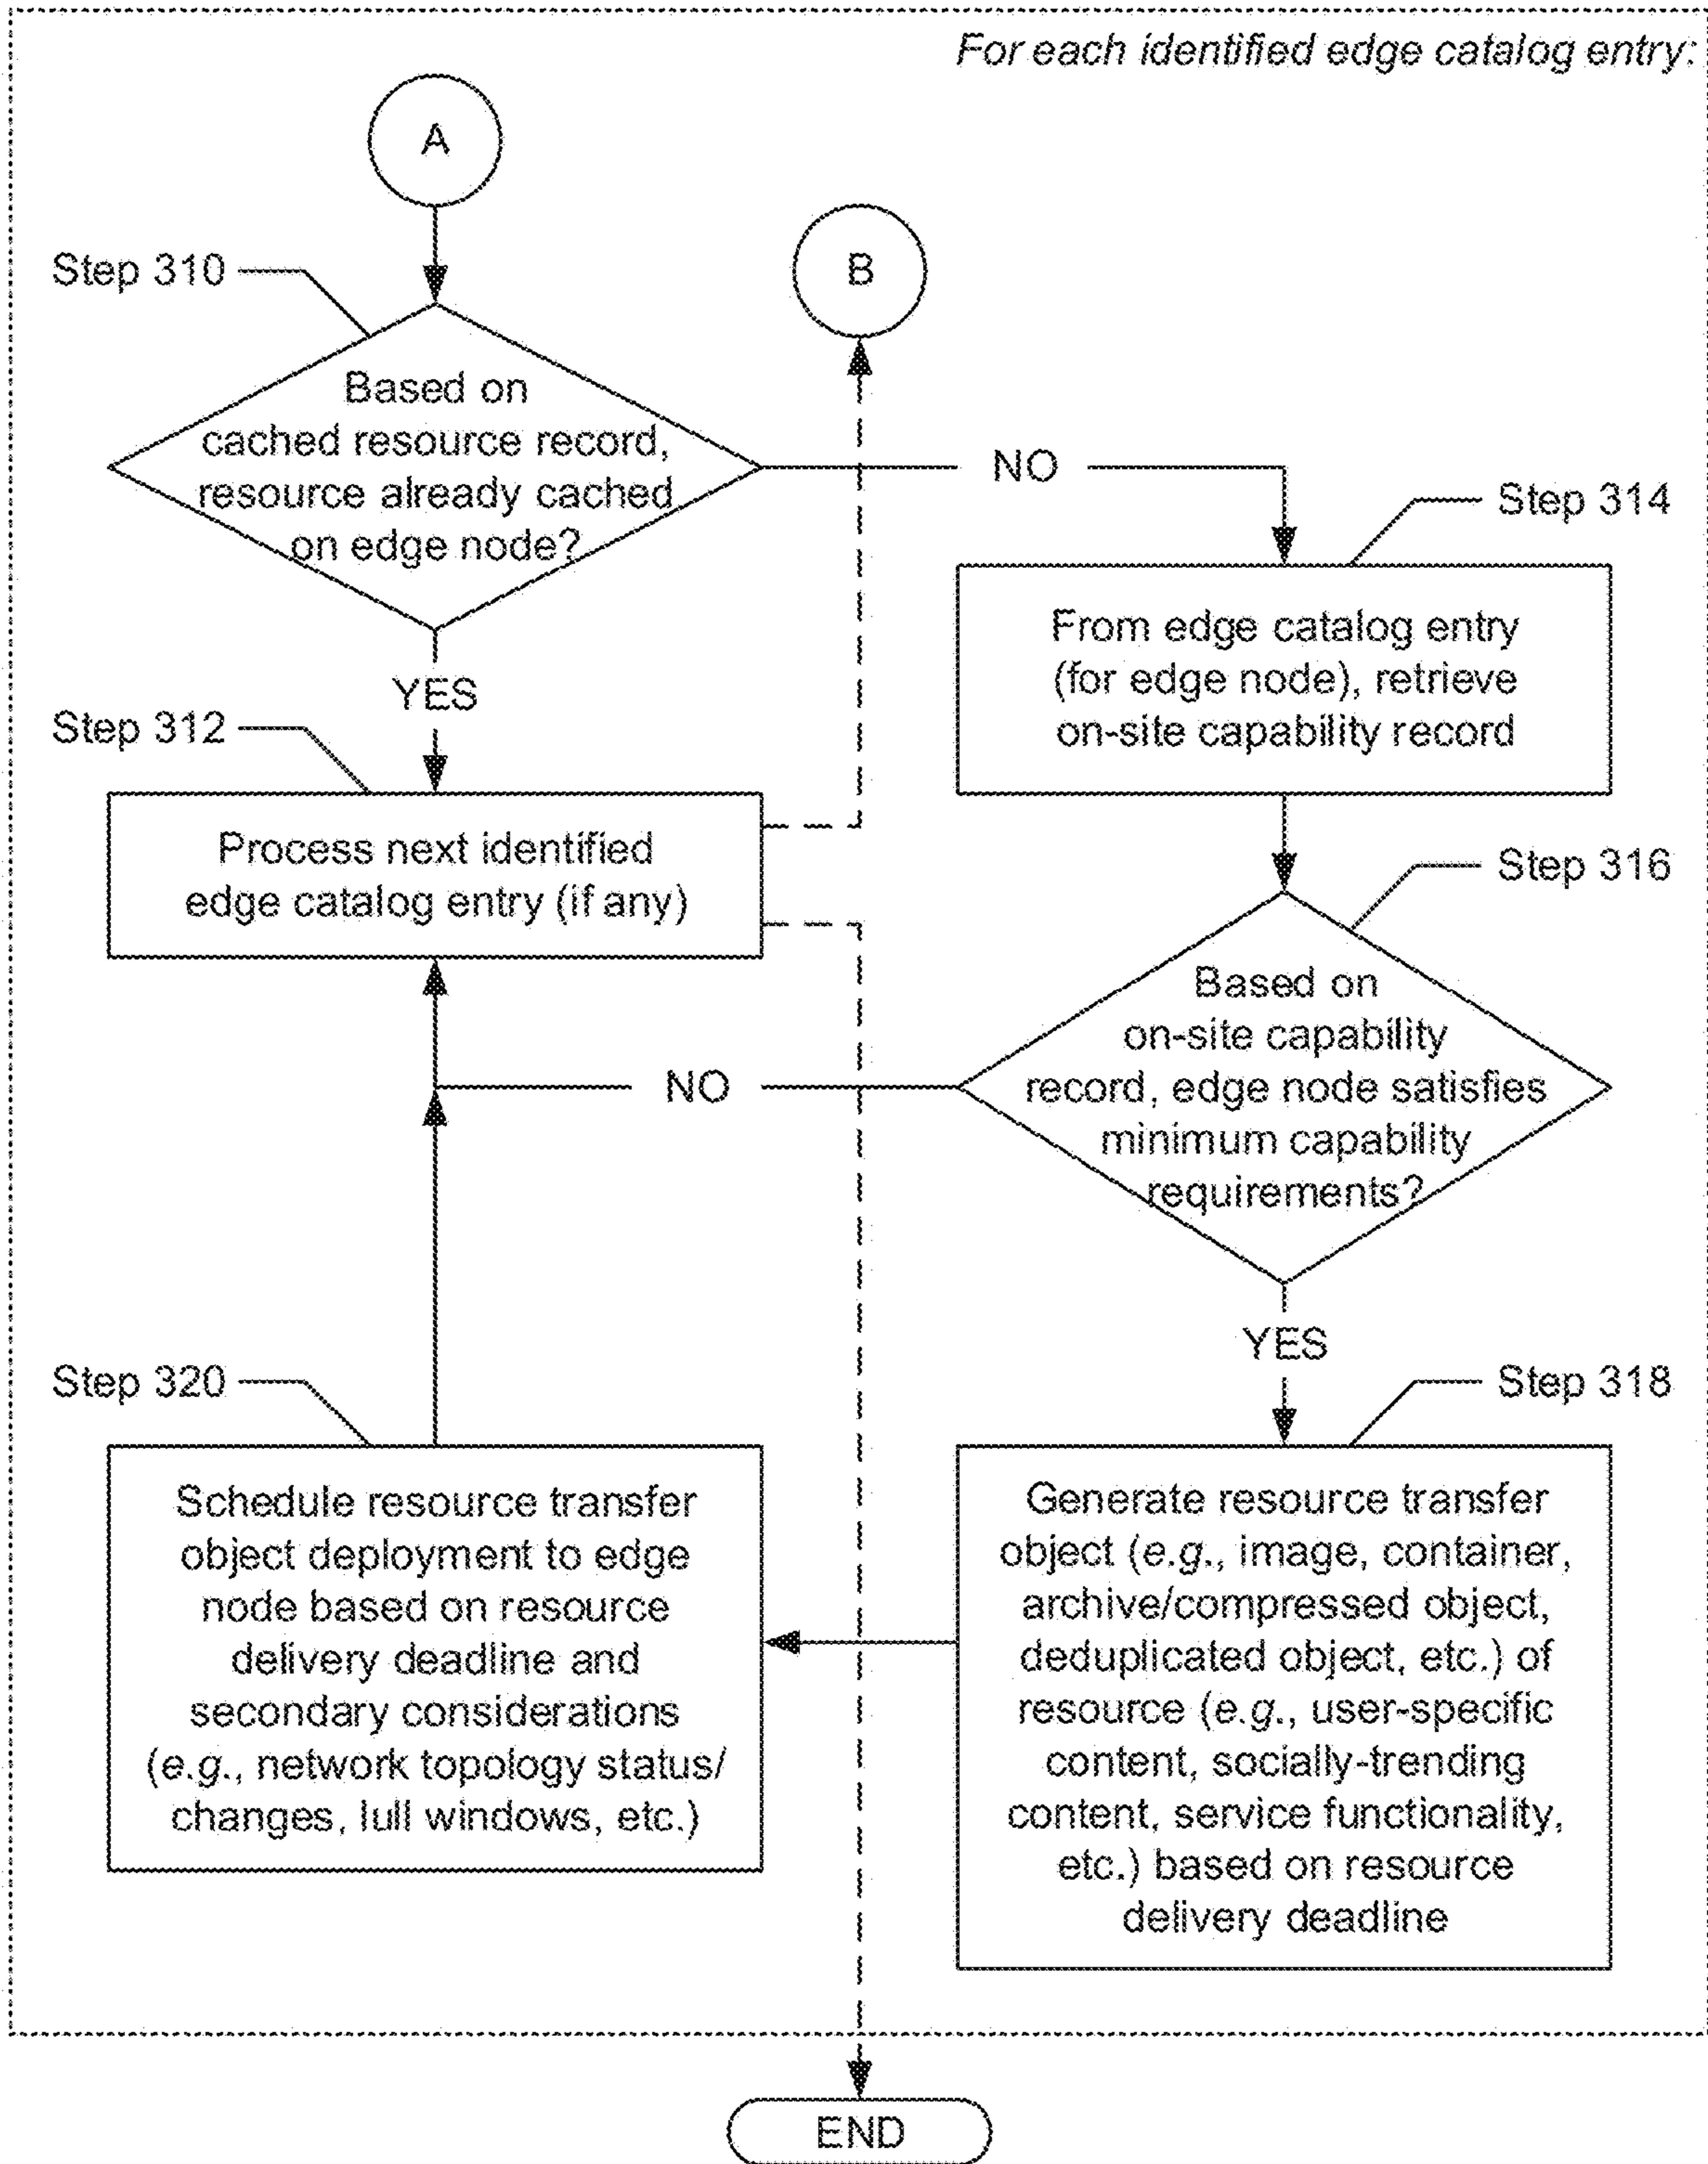 For each identified edge catalog entry:
A
B
Step 310
Based on
cached resource record,
resource already cached
on edge node?
NO
YES
Step 314
From edge catalog entry
(for edge node), retrieve
on-site capability record
Step 312
Process next identified
edge catalog entry (if any)
Step 316
Based on
on-site capability
record, edge node satisfies
minimum capability
requirements?
NO
YES
Step 320
Schedule resource transfer
object deployment to edge
node based on resource
delivery deadline and
secondary considerations
(e.g., network topology status/
changes, lull windows, etc.)
Step 318
Generate resource transfer
object (e.g., image, container,
archive/compressed object,
deduplicated object, etc.) of
resource (e.g., user-specific
content, socially-trending
content, service functionality,
etc.) based on resource
delivery deadline
END